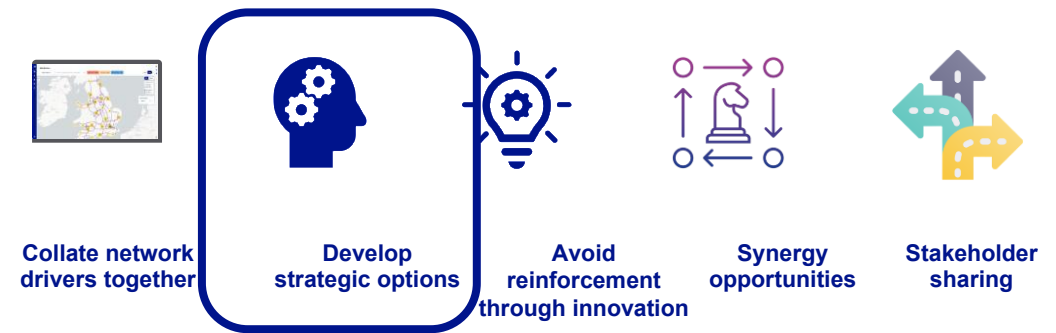 Collate network
drivers together
Develop
strategic options
Avoid
reinforcement
through innovation
Synergy
opportunities
Stakeholder
sharing